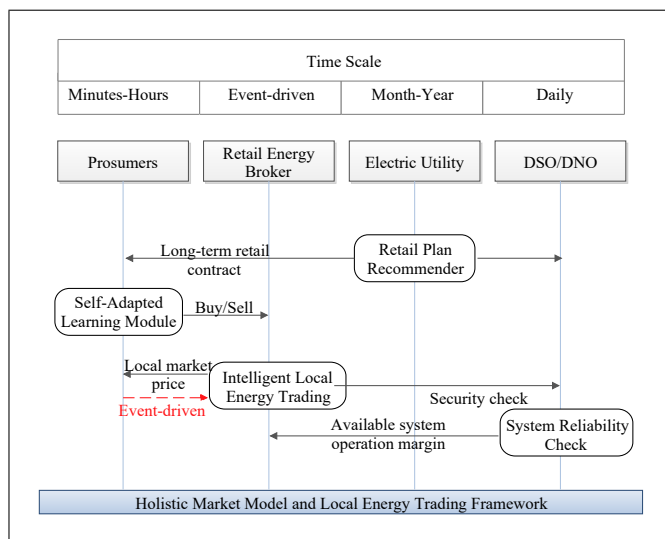 Time Scale
Minutes-Hours
Event-driven
Month-Year
Daily
Prosumers
Retail Energy
Broker
Electric Utility
DSO/DNO
Long-term retail
contract
Retail Plan
Recommender
Self-Adapted
Learning Module
Buy/Sell
Local market
price
Event-driven
Intelligent Local
Energy Trading
Security check
Available system
operation margin
System Reliability
Check
Holistic Market Model and Local Energy Trading Framework